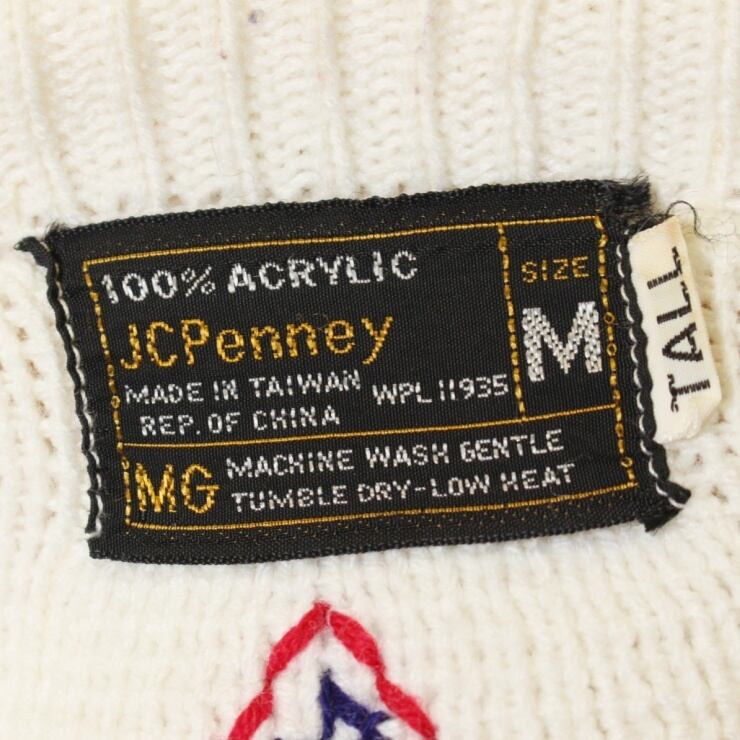 100% ACRYLIC
JCPenney
MADE IN TAIWAN
REP. OF CHINA
WPL 11935
SIZE
M
MG
MACHINE WASH GENTLE
TUMBLE DRY-LOW HEAT
TALL